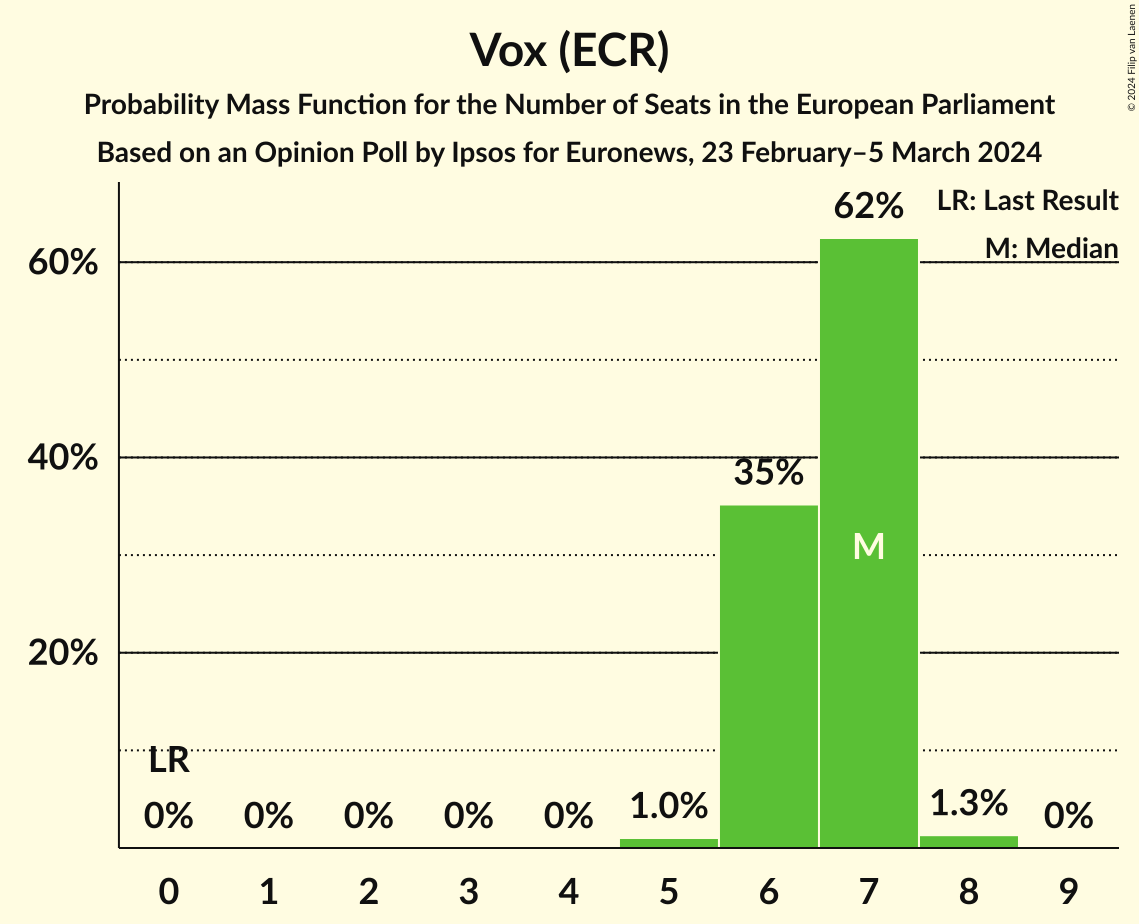 Vox (ECR)
Probability Mass Function for the Number of Seats in the European Parliament
Based on an Opinion Poll by Ipsos for Euronews, 23 February–5 March 2024
© 2024 Filip van Laenen
LR: Last Result
M: Median
60%
40%
20%
LR
0%
0%
0%
0%
0%
1.0%
35%
62%
M
1.3%
0%
0
1
2
3
4
5
6
7
8
9